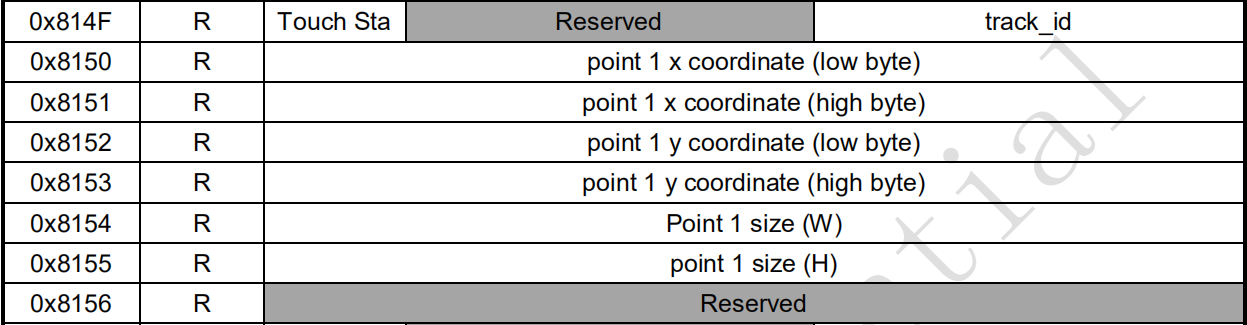 0x814F R Touch Sta Reserved track_id
0x8150 R point 1 x coordinate (low byte)
0x8151 R point 1 x coordinate (high byte)
0x8152 R point 1 y coordinate (low byte)
0x8153 R point 1 y coordinate (high byte)
0x8154 R Point 1 size (W)
0x8155 R point 1 size (H)
0x8156 R Reserved
ntial